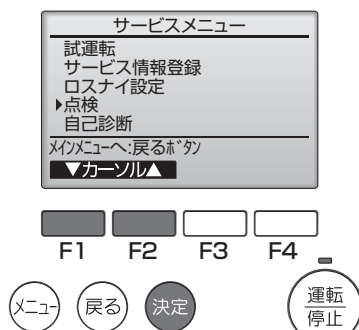 サービスメニュー
試運転
サービス情報登録
ロスナイ設定
▶点検
自己診断
メインメニューへ:戻るボタン
▼カーソル▲
F1 F2 F3 F4
メニュー 戻る 決定 運転
停止